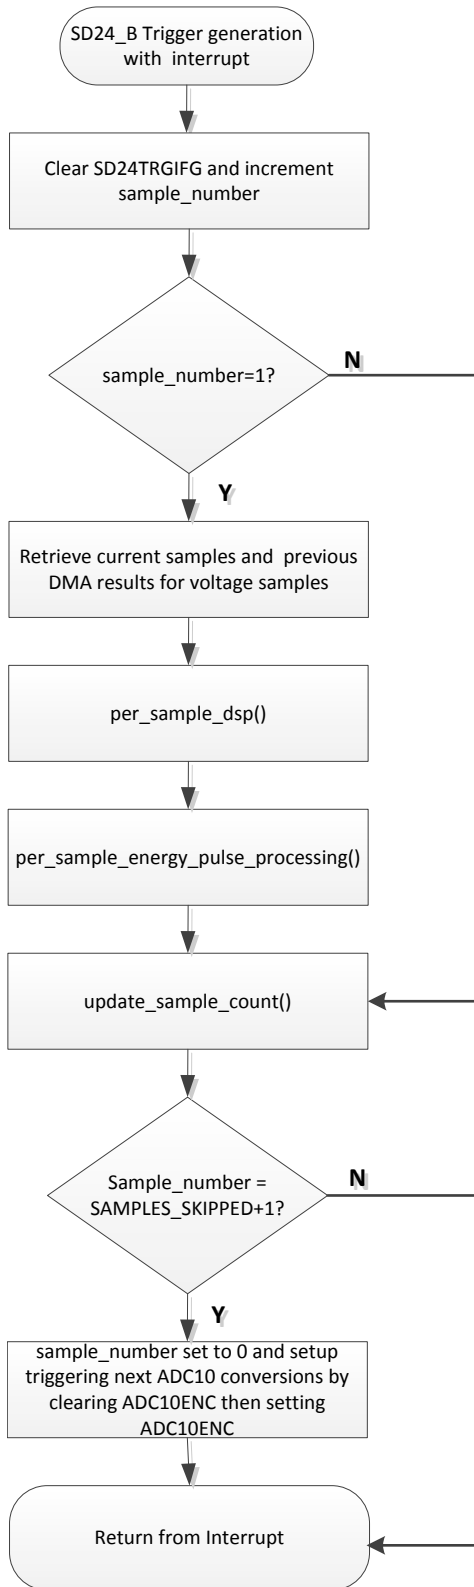 SD24_B Trigger generation
with interrupt
Clear SD24TRGIFG and increment
sample_number
sample_number=1?
N
Y
Retrieve current samples and previous
DMA results for voltage samples
per_sample_dsp()
per_sample_energy_pulse_processing()
update_sample_count()
Sample_number =
SAMPLES_SKIPPED+1?
N
Y
sample_number set to 0 and setup
triggering next ADC10 conversions by
clearing ADC10ENC then setting
ADC10ENC
Return from Interrupt